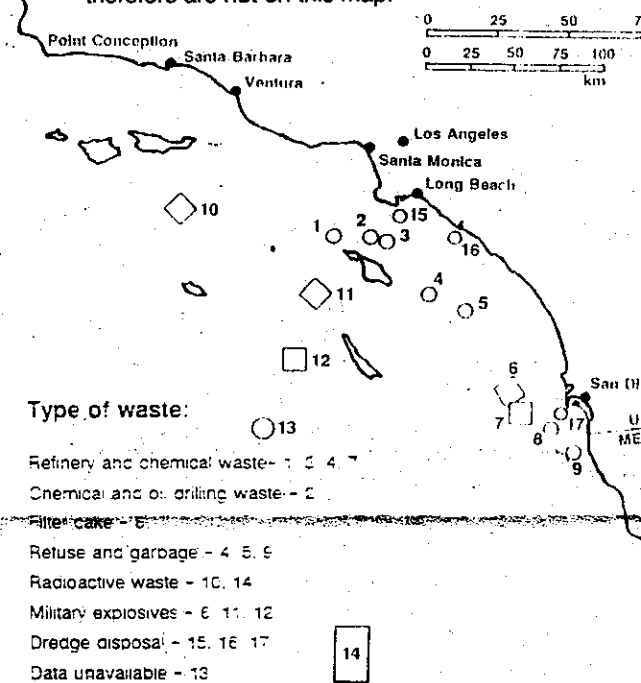 therefore are not on this map.
0 50
0 25 50 75 100
km
Point Conception
Santa Barbara
Ventura
Los Angeles
Santa Monica
Long Beach
10
15
1
2
3
16
11
4
5
12
6
San
7
13
8
17
9
Type of waste:
Refinery and chemical waste- 4, 7
Chemical and oil drilling waste - 2
Filter cake -
Refuse and garbage - 4, 5, 9
Radioactive waste - 10, 14
Military explosives - 6, 11, 12
Dredge disposal - 15, 16, 17
Data unavailable - 13
14